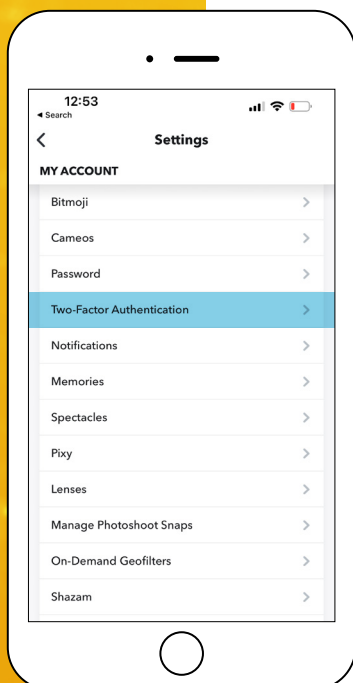 12:53
◄ Search
Settings
MY ACCOUNT
Bitmoji
Cameos
Password
Two-Factor Authentication
Notifications
Memories
Spectacles
Pixy
Lenses
Manage Photoshoot Snaps
On-Demand Geofilters
Shazam